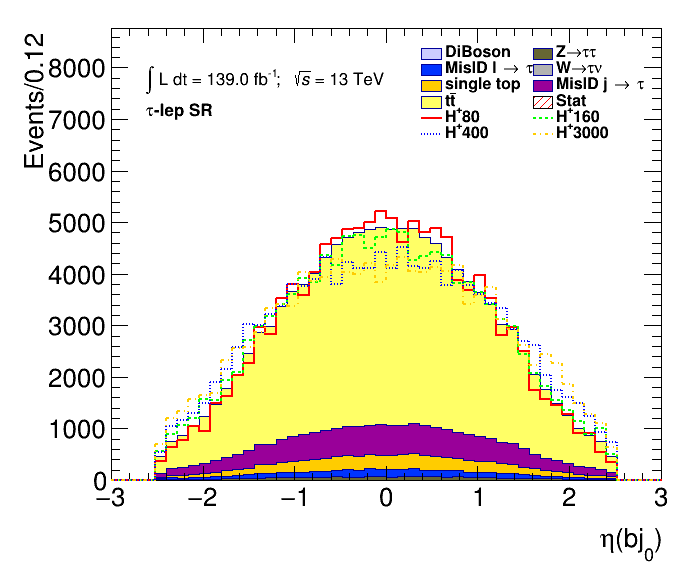 Events/0.12
8000
7000
6000
5000
4000
3000
2000
1000
0
∫ L dt = 139.0 fb⁻¹; √s = 13 TeV
τ-lep SR
DiBoson Z→ττ
MisID l → τ W→τν
single top MisID j → τ
tt̄ Stat
H⁺80 H⁺160
H⁺400 H⁺3000
−3 −2 −1 0 1 2 3
η(bj₀)